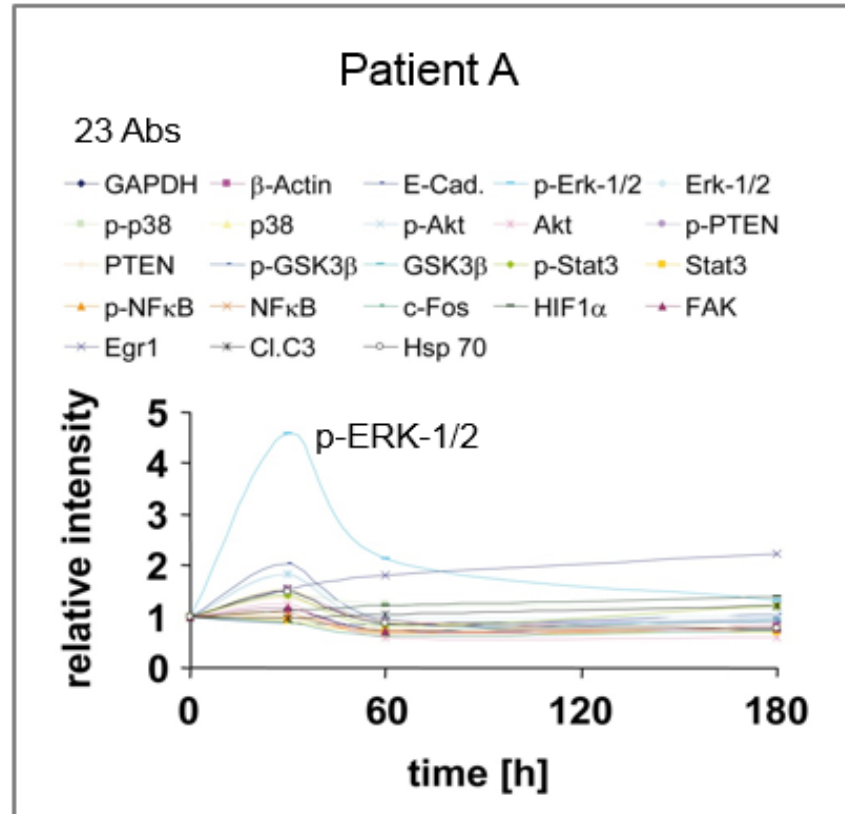 Patient A
23 Abs
GAPDH β-Actin E-Cad. p-Erk-1/2 Erk-1/2
p-p38 p38 p-Akt Akt p-PTEN
PTEN p-GSK3β GSK3β p-Stat3 Stat3
p-NFκB NFκB c-Fos HIF1α FAK
Egr1 Cl.C3 Hsp 70
5
p-ERK-1/2
4
3
2
1
0
relative intensity
0 60 120 180
time [h]